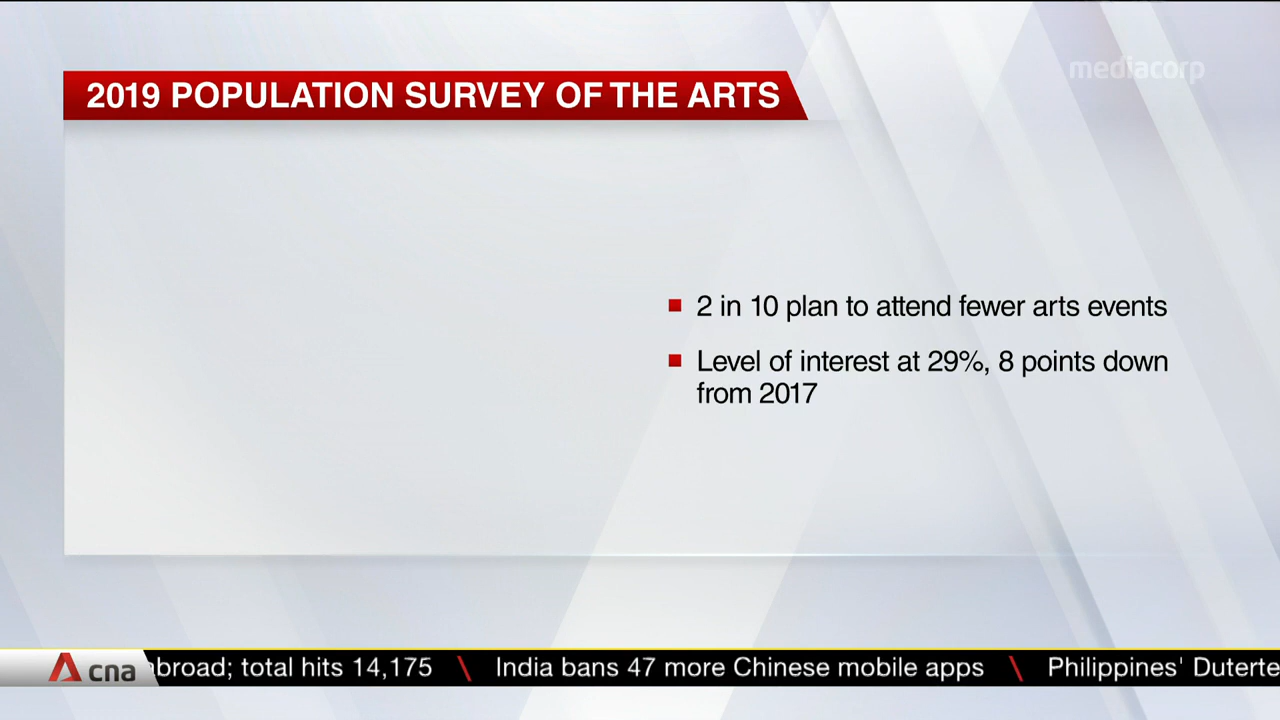 mediacorp
2019 POPULATION SURVEY OF THE ARTS
2 in 10 plan to attend fewer arts events
Level of interest at 29%, 8 points down
from 2017
cna
broad; total hits 14,175 \ India bans 47 more Chinese mobile apps \ Philippines' Duterte